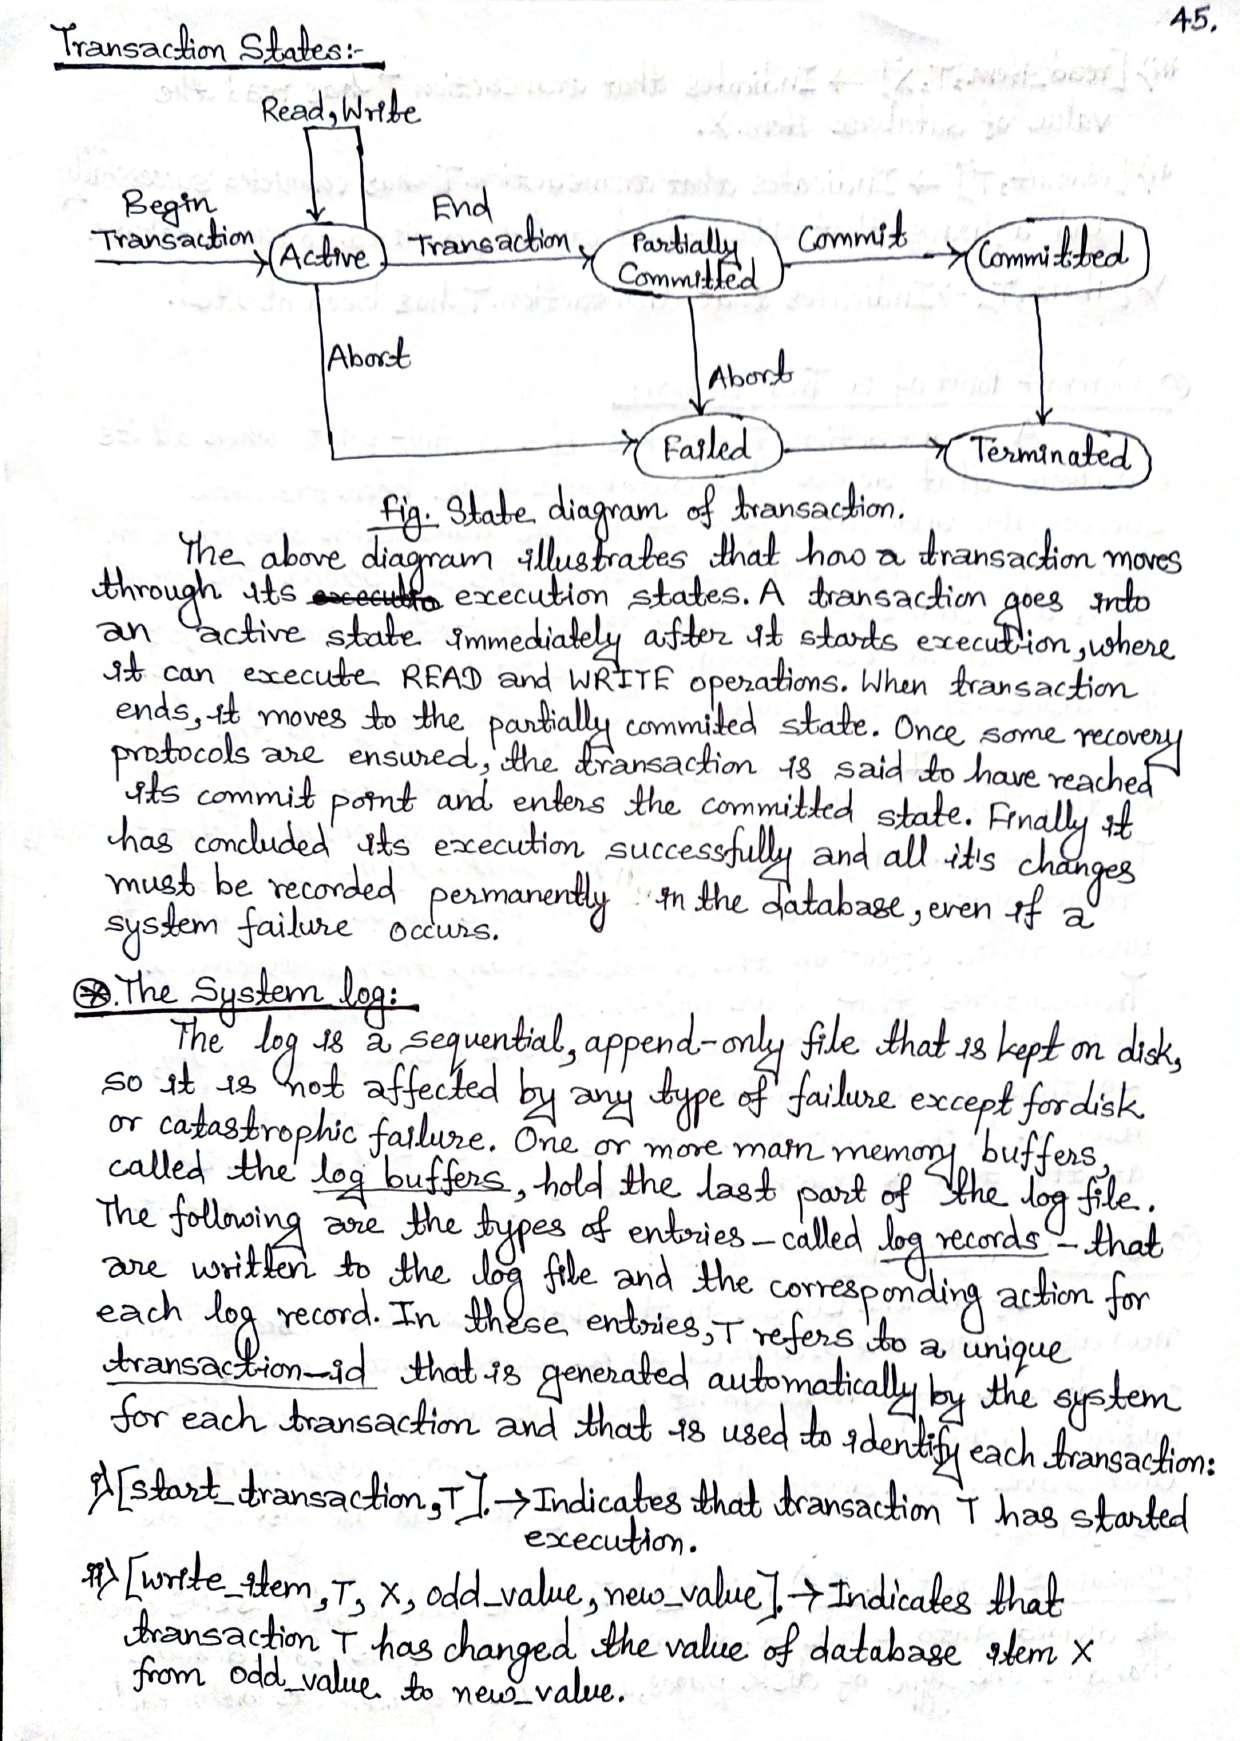 45.
Transaction States:-
Read, Write
Begin
Transaction
Active
End
Transaction
Partially
Committed
Commit
Committed
Abort
Abort
Failed
Terminated
fig. State diagram of transaction.
The above diagram illustrates that how a transaction moves
through its execution states. A transaction goes into
an active state immediately after it starts execution, where
it can execute READ and WRITE operations. When transaction
ends, it moves to the partially commited state. Once some recovery
protocols are ensured, the transaction is said to have reached
its commit point and enters the committed state. Finally it
has concluded its execution successfully and all it's changes
must be recorded permanently in the database, even if a
system failure occurs.
⊛. The System log:
The log is a sequential, append-only file that is kept on disk,
so it is not affected by any type of failure except for disk
or catastrophic failure. One or more main memory buffers,
called the log buffers, hold the last part of the log file.
The following are the types of entries – called log records – that
are written to the log file and the corresponding action for
each log record. In these entries, T refers to a unique
transaction-id that is generated automatically by the system
for each transaction and that is used to identify each transaction:
i) [start_transaction, T]. → Indicates that transaction T has started
execution.
ii) [write_item, T, X, odd_value, new_value]. → Indicates that
transaction T has changed the value of database item X
from odd_value to new_value.